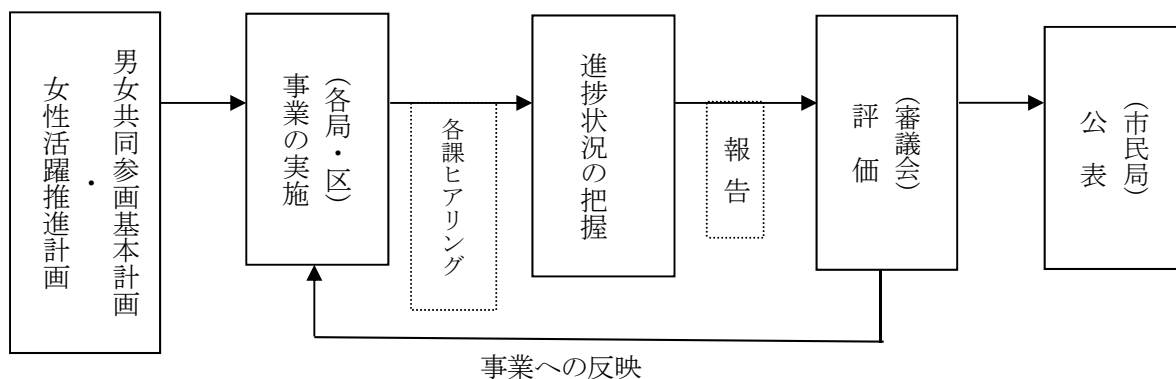 男女共同参画基本計画
・
女性活躍推進計画
事業の実施
(各局・区)
各課ヒアリング
進捗状況の把握
報告
評価
(審議会)
公表
(市民局)
事業への反映